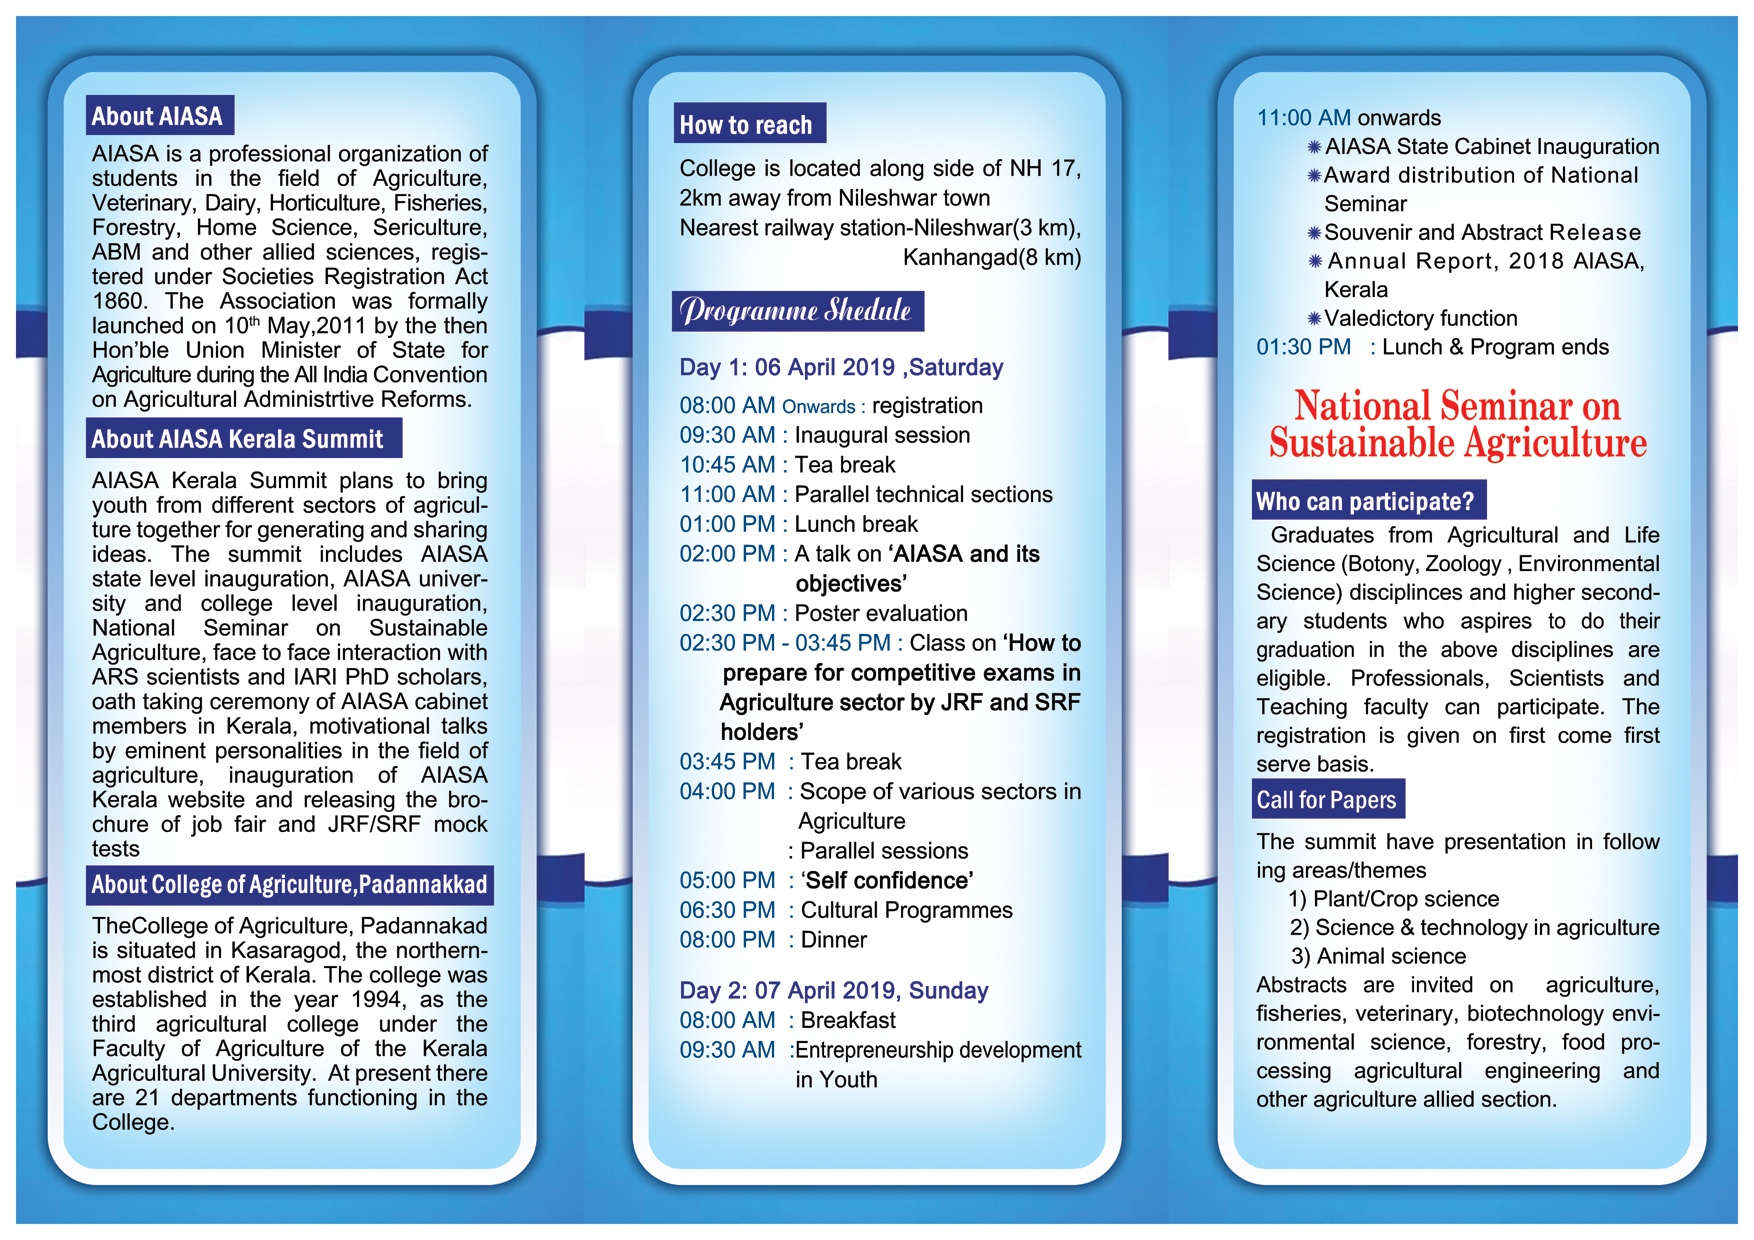 About AIASA
AIASA is a professional organization of
students in the field of Agriculture,
Veterinary, Dairy, Horticulture, Fisheries,
Forestry, Home Science, Sericulture,
ABM and other allied sciences, regis-
tered under Societies Registration Act
1860. The Association was formally
launched on 10th May,2011 by the then
Hon'ble Union Minister of State for
Agriculture during the All India Convention
on Agricultural Administrtive Reforms.
About AIASA Kerala Summit
AIASA Kerala Summit plans to bring
youth from different sectors of agricul-
ture together for generating and sharing
ideas. The summit includes AIASA
state level inauguration, AIASA univer-
sity and college level inauguration,
National Seminar on Sustainable
Agriculture, face to face interaction with
ARS scientists and IARI PhD scholars,
oath taking ceremony of AIASA cabinet
members in Kerala, motivational talks
by eminent personalities in the field of
agriculture, inauguration of AIASA
Kerala website and releasing the bro-
chure of job fair and JRF/SRF mock
tests
About College of Agriculture,Padannakkad
TheCollege of Agriculture, Padannakad
is situated in Kasaragod, the northern-
most district of Kerala. The college was
established in the year 1994, as the
third agricultural college under the
Faculty of Agriculture of the Kerala
Agricultural University. At present there
are 21 departments functioning in the
College.
How to reach
College is located along side of NH 17,
2km away from Nileshwar town
Nearest railway station-Nileshwar(3 km),
Kanhangad(8 km)
Programme Shedule
Day 1: 06 April 2019 ,Saturday
08:00 AM Onwards : registration
09:30 AM : Inaugural session
10:45 AM : Tea break
11:00 AM : Parallel technical sections
01:00 PM : Lunch break
02:00 PM : A talk on 'AIASA and its
objectives'
02:30 PM : Poster evaluation
02:30 PM - 03:45 PM : Class on 'How to
prepare for competitive exams in
Agriculture sector by JRF and SRF
holders'
03:45 PM : Tea break
04:00 PM : Scope of various sectors in
Agriculture
: Parallel sessions
05:00 PM : 'Self confidence'
06:30 PM : Cultural Programmes
08:00 PM : Dinner
Day 2: 07 April 2019, Sunday
08:00 AM : Breakfast
09:30 AM :Entrepreneurship development
in Youth
11:00 AM onwards
✹AIASA State Cabinet Inauguration
✹Award distribution of National
Seminar
✹Souvenir and Abstract Release
✹Annual Report, 2018 AIASA,
Kerala
✹Valedictory function
01:30 PM : Lunch & Program ends
National Seminar on
Sustainable Agriculture
Who can participate?
Graduates from Agricultural and Life
Science (Botony, Zoology , Environmental
Science) disciplinces and higher second-
ary students who aspires to do their
graduation in the above disciplines are
eligible. Professionals, Scientists and
Teaching faculty can participate. The
registration is given on first come first
serve basis.
Call for Papers
The summit have presentation in follow
ing areas/themes
1) Plant/Crop science
2) Science & technology in agriculture
3) Animal science
Abstracts are invited on agriculture,
fisheries, veterinary, biotechnology envi-
ronmental science, forestry, food pro-
cessing agricultural engineering and
other agriculture allied section.